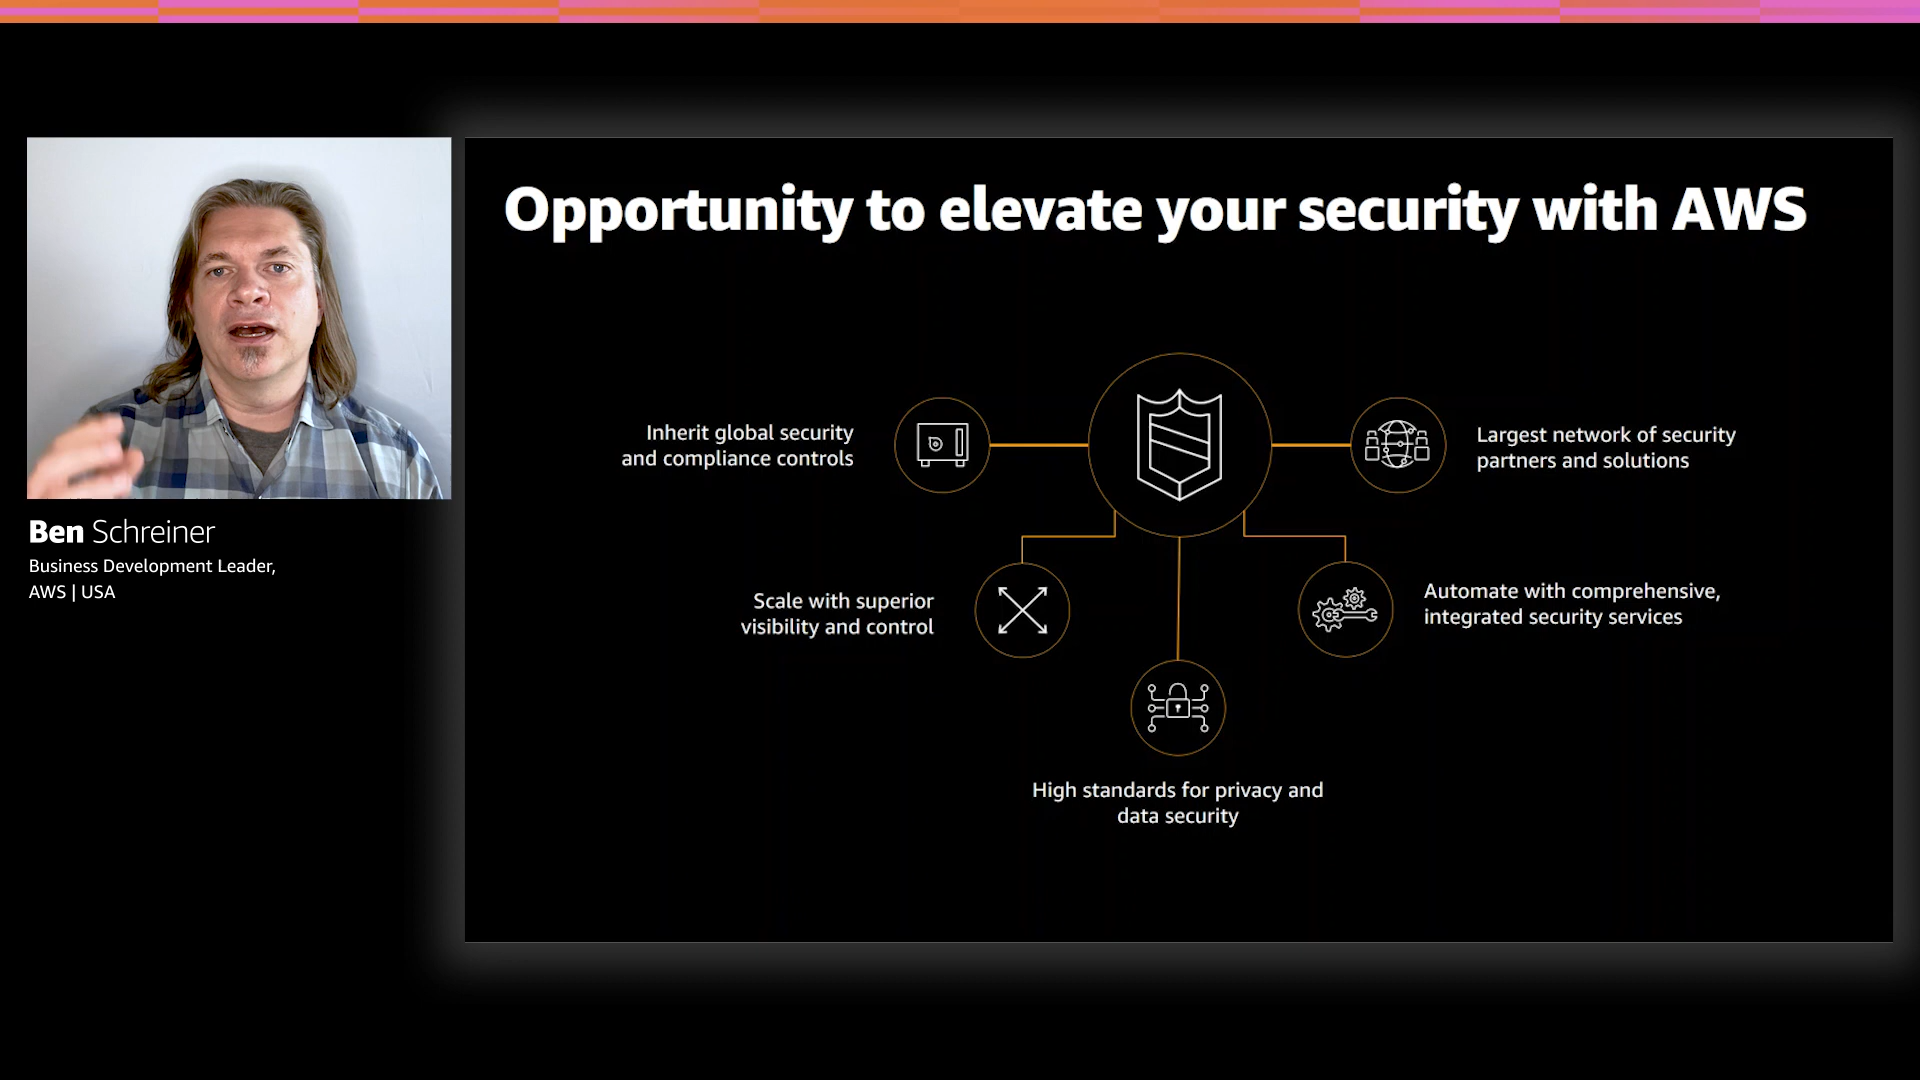 Opportunity to elevate your security with AWS
Inherit global security
and compliance controls
Largest network of security
partners and solutions
Scale with superior
visibility and control
Automate with comprehensive,
integrated security services
High standards for privacy and
data security
Ben Schreiner
Business Development Leader,
AWS | USA